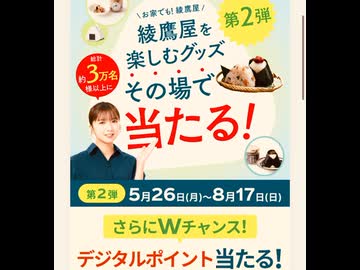 お家でも! 綾鷹屋
第2弾
綾鷹屋を
楽しむグッズ
その場で
当たる!
総計
約3万名
様以上に
第2弾 5月26日(月)〜8月17日(日)
さらにWチャンス!
デジタルポイント当たる!